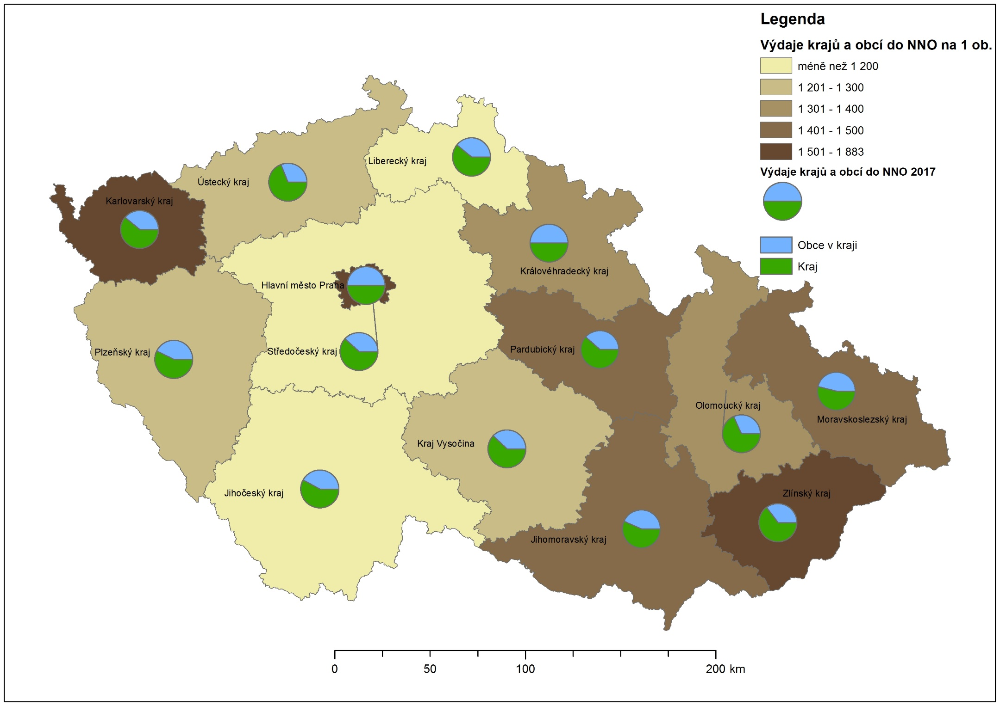 Legenda
Výdaje krajů a obcí do NNO na 1 ob.
méně než 1 200
1 201 - 1 300
1 301 - 1 400
1 401 - 1 500
1 501 - 1 883
Výdaje krajů a obcí do NNO 2017
Obce v kraji
Kraj
Liberecký kraj
Ústecký kraj
Karlovarský kraj
Královéhradecký kraj
Hlavní město Praha
Plzeňský kraj
Středočeský kraj
Pardubický kraj
Olomoucký kraj
Moravskoslezský kraj
Kraj Vysočina
Jihočeský kraj
Zlínský kraj
Jihomoravský kraj
0 50 100 200 km